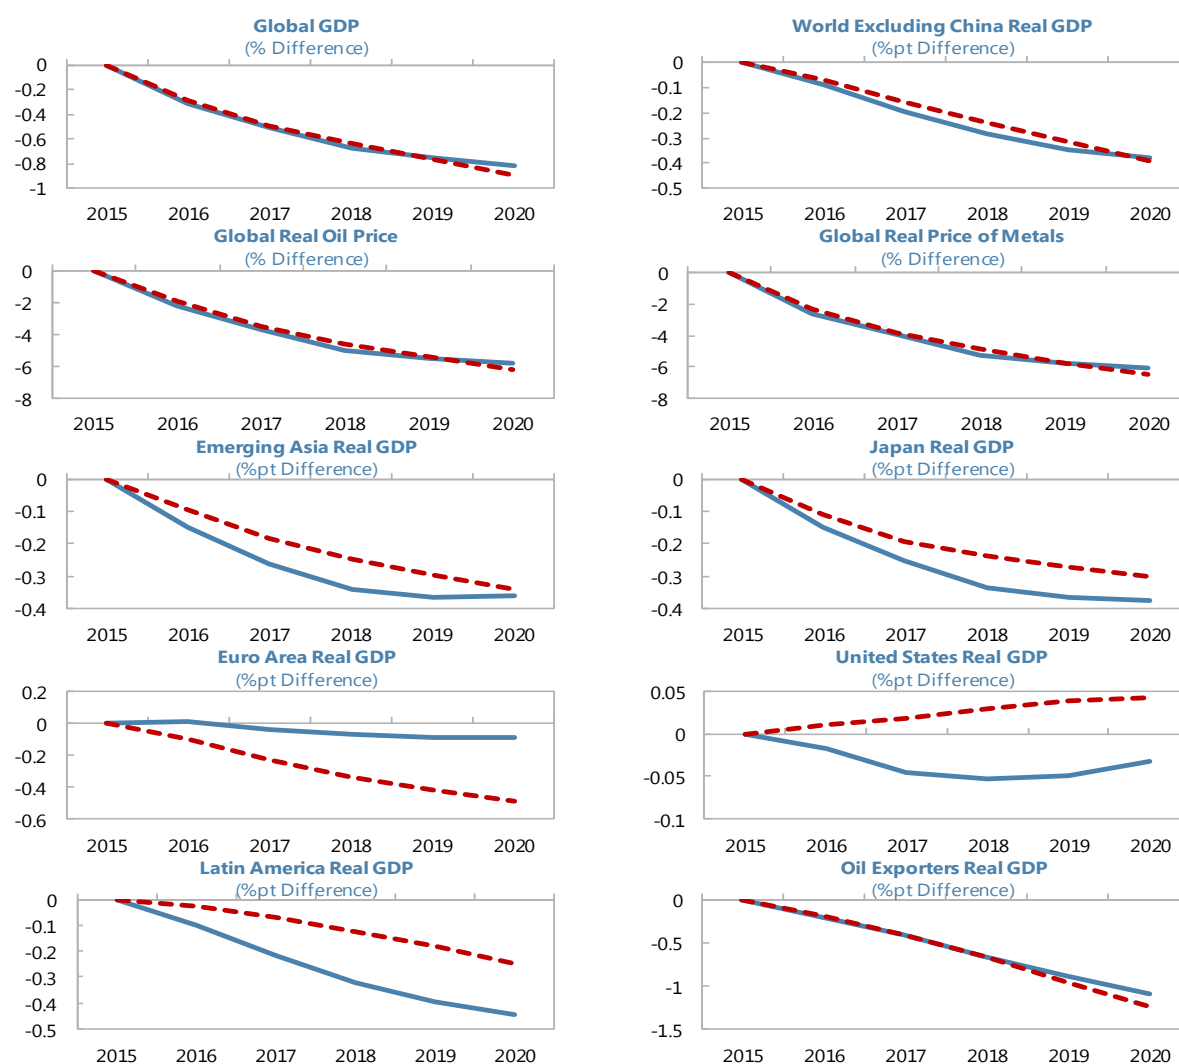 Global GDP
(% Difference)
0
-0.2
-0.4
-0.6
-0.8
-1
2015 2016 2017 2018 2019 2020
World Excluding China Real GDP
(%pt Difference)
0
-0.1
-0.2
-0.3
-0.4
-0.5
2015 2016 2017 2018 2019 2020
Global Real Oil Price
(% Difference)
0
-2
-4
-6
-8
2015 2016 2017 2018 2019 2020
Global Real Price of Metals
(% Difference)
0
-2
-4
-6
-8
2015 2016 2017 2018 2019 2020
Emerging Asia Real GDP
(%pt Difference)
0
-0.1
-0.2
-0.3
-0.4
2015 2016 2017 2018 2019 2020
Japan Real GDP
(%pt Difference)
0
-0.1
-0.2
-0.3
-0.4
2015 2016 2017 2018 2019 2020
Euro Area Real GDP
(%pt Difference)
0.2
0
-0.2
-0.4
-0.6
2015 2016 2017 2018 2019 2020
United States Real GDP
(%pt Difference)
0.05
0
-0.05
-0.1
2015 2016 2017 2018 2019 2020
Latin America Real GDP
(%pt Difference)
0
-0.1
-0.2
-0.3
-0.4
-0.5
2015 2016 2017 2018 2019 2020
Oil Exporters Real GDP
(%pt Difference)
0
-0.5
-1
-1.5
2015 2016 2017 2018 2019 2020